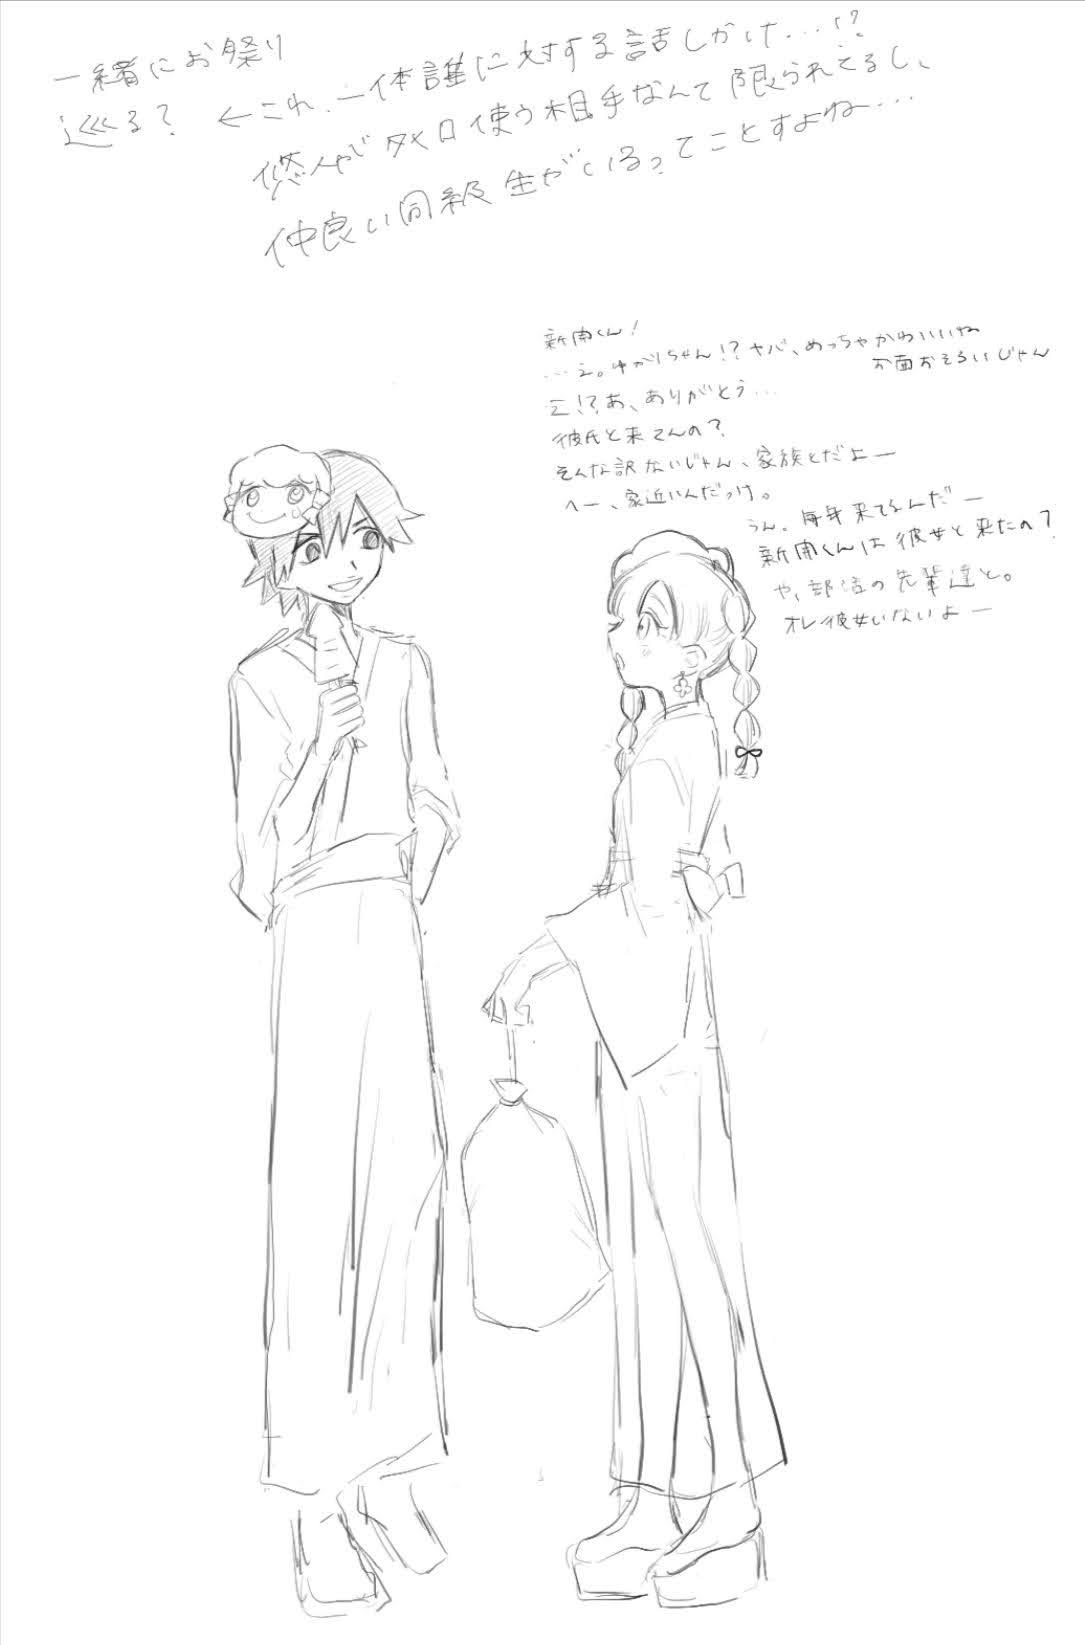 一緒にお祭り
巡る？ ←これ、一体誰に対する話しかけ...!?
悠人がタメ口使う相手なんて限られてるし、
仲良い同級生がいるってことすよね...
新開くん!
...え。ゆかりちゃん!? ヤバ、めっちゃかわいいね
お面おそろいじゃん
え!?あ、ありがとう...
彼氏と来てんの?
そんな訳ないじゃん、家族とだよー
へー、家近いんだっけ。
うん。毎年来てるんだー
新開くんは彼女と来たの?
や、部活の先輩達と。
オレ彼女いないよー